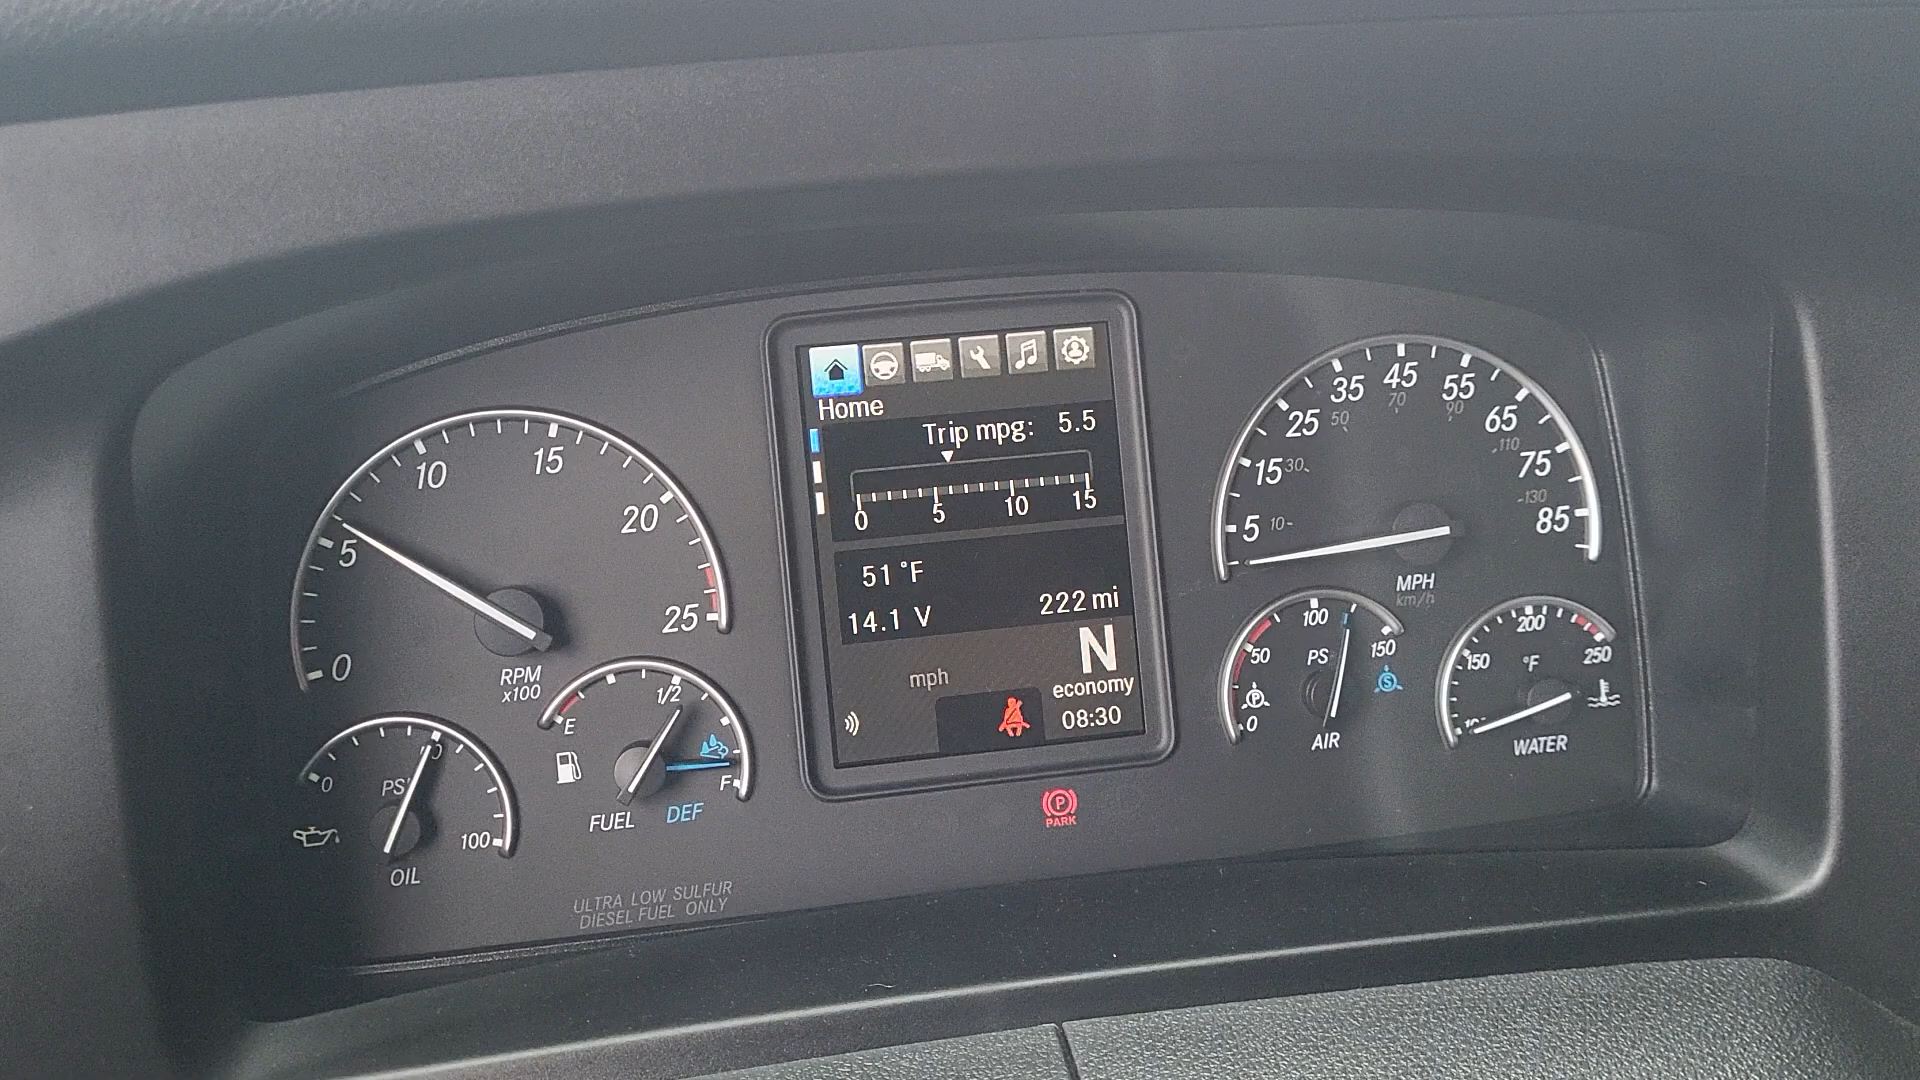 Home
Trip mpg: 5.5
0 5 10 15
51 °F
14.1 V 222 mi
N
mph economy
08:30
P
PARK
0 5 10 15 20 25
RPM
x100
0 100
PSI
OIL
E 1/2 F
FUEL DEF
ULTRA LOW SULFUR
DIESEL FUEL ONLY
5 15 25 35 45 55 65 75 85
10 30 50 70 90 110 130
MPH
km/h
0 50 100 150
PS
P
S
AIR
150 200 250
°F
WATER